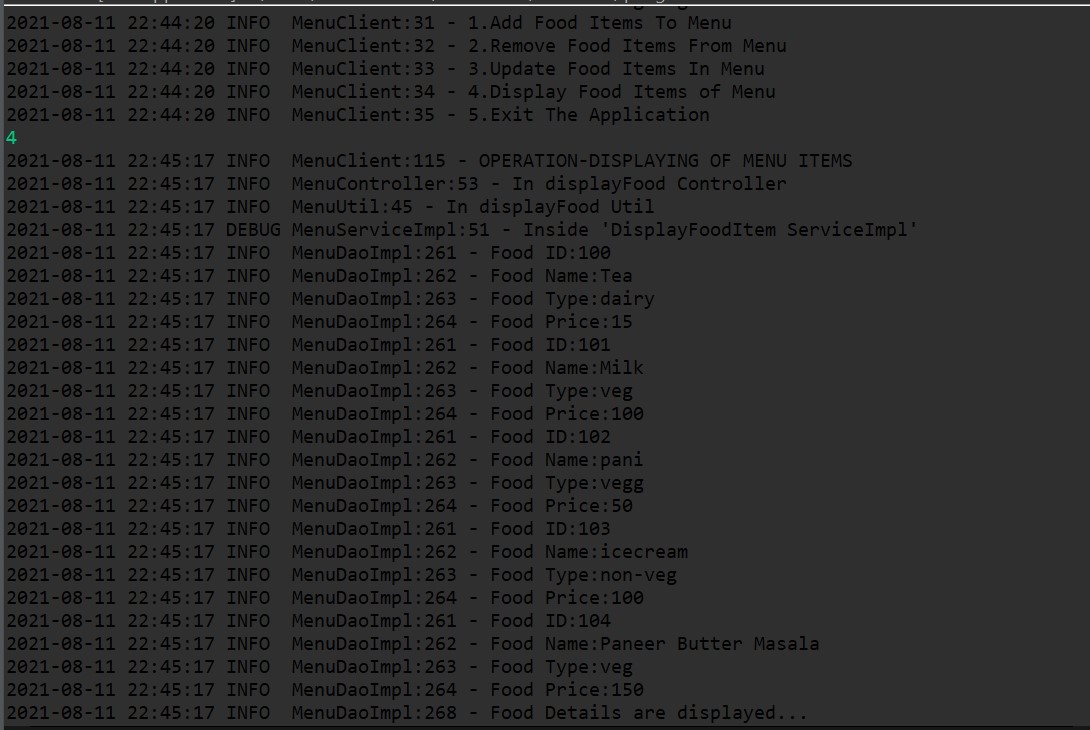 2021-08-11 22:44:20 INFO  MenuClient:31 - 1.Add Food Items To Menu
2021-08-11 22:44:20 INFO  MenuClient:32 - 2.Remove Food Items From Menu
2021-08-11 22:44:20 INFO  MenuClient:33 - 3.Update Food Items In Menu
2021-08-11 22:44:20 INFO  MenuClient:34 - 4.Display Food Items of Menu
2021-08-11 22:44:20 INFO  MenuClient:35 - 5.Exit The Application
4
2021-08-11 22:45:17 INFO  MenuClient:115 - OPERATION-DISPLAYING OF MENU ITEMS
2021-08-11 22:45:17 INFO  MenuController:53 - In displayFood Controller
2021-08-11 22:45:17 INFO  MenuUtil:45 - In displayFood Util
2021-08-11 22:45:17 DEBUG MenuServiceImpl:51 - Inside 'DisplayFoodItem ServiceImpl'
2021-08-11 22:45:17 INFO  MenuDaoImpl:261 - Food ID:100
2021-08-11 22:45:17 INFO  MenuDaoImpl:262 - Food Name:Tea
2021-08-11 22:45:17 INFO  MenuDaoImpl:263 - Food Type:dairy
2021-08-11 22:45:17 INFO  MenuDaoImpl:264 - Food Price:15
2021-08-11 22:45:17 INFO  MenuDaoImpl:261 - Food ID:101
2021-08-11 22:45:17 INFO  MenuDaoImpl:262 - Food Name:Milk
2021-08-11 22:45:17 INFO  MenuDaoImpl:263 - Food Type:veg
2021-08-11 22:45:17 INFO  MenuDaoImpl:264 - Food Price:100
2021-08-11 22:45:17 INFO  MenuDaoImpl:261 - Food ID:102
2021-08-11 22:45:17 INFO  MenuDaoImpl:262 - Food Name:pani
2021-08-11 22:45:17 INFO  MenuDaoImpl:263 - Food Type:vegg
2021-08-11 22:45:17 INFO  MenuDaoImpl:264 - Food Price:50
2021-08-11 22:45:17 INFO  MenuDaoImpl:261 - Food ID:103
2021-08-11 22:45:17 INFO  MenuDaoImpl:262 - Food Name:icecream
2021-08-11 22:45:17 INFO  MenuDaoImpl:263 - Food Type:non-veg
2021-08-11 22:45:17 INFO  MenuDaoImpl:264 - Food Price:100
2021-08-11 22:45:17 INFO  MenuDaoImpl:261 - Food ID:104
2021-08-11 22:45:17 INFO  MenuDaoImpl:262 - Food Name:Paneer Butter Masala
2021-08-11 22:45:17 INFO  MenuDaoImpl:263 - Food Type:veg
2021-08-11 22:45:17 INFO  MenuDaoImpl:264 - Food Price:150
2021-08-11 22:45:17 INFO  MenuDaoImpl:268 - Food Details are displayed...